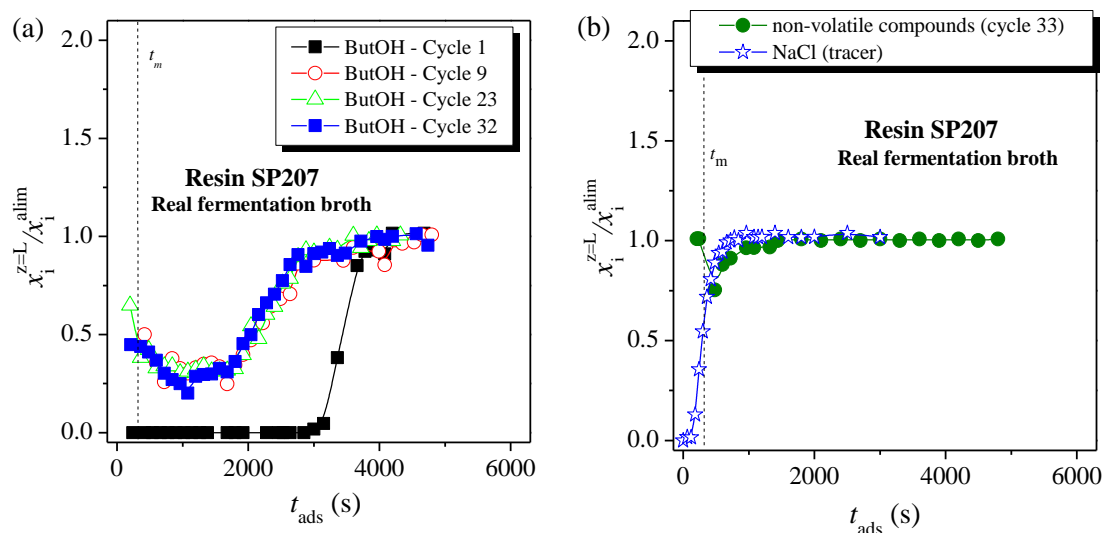 (a)
2.0
1.5
1.0
0.5
0.0
t_m
ButOH - Cycle 1
ButOH - Cycle 9
ButOH - Cycle 23
ButOH - Cycle 32
Resin SP207
Real fermentation broth
x_i^{z=L}/x_i^{alim}
0 2000 4000 6000
t_ads (s)
(b)
2.0
1.5
1.0
0.5
0.0
non-volatile compounds (cycle 33)
NaCl (tracer)
Resin SP207
t_m
Real fermentation broth
x_i^{z=L}/x_i^{alim}
0 2000 4000 6000
t_ads (s)